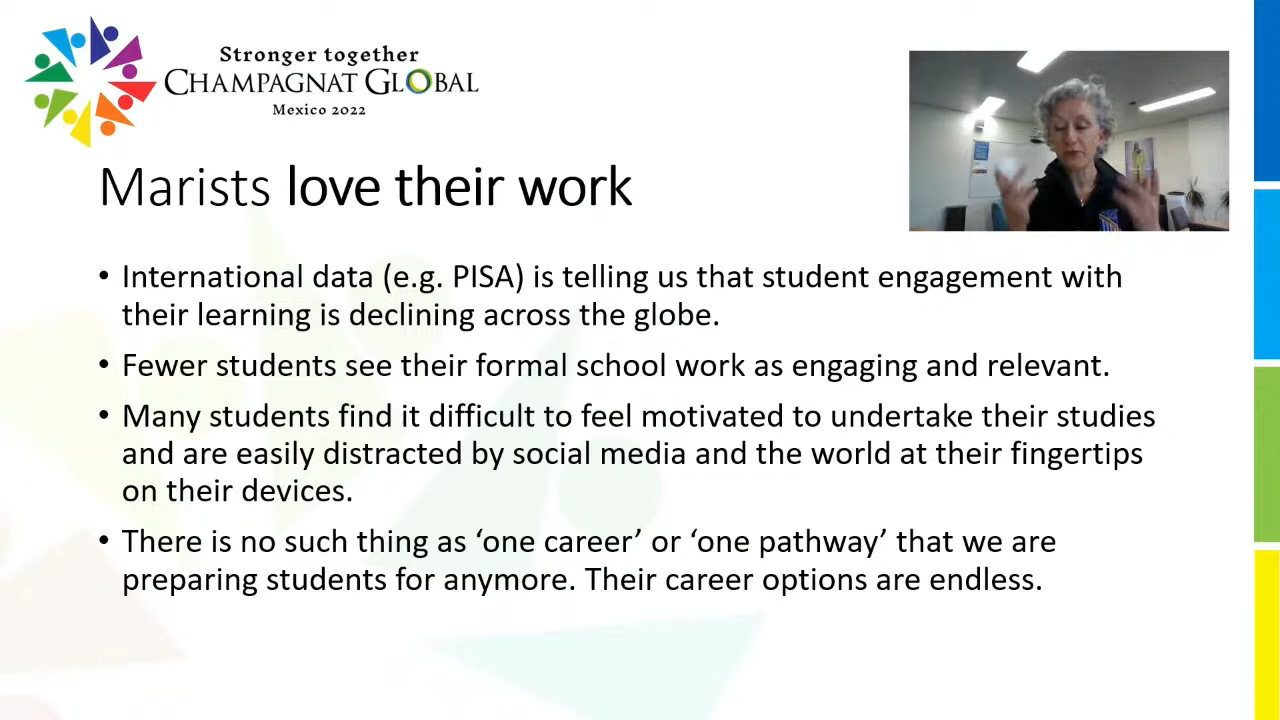 Stronger together
CHAMPAGNAT GLOBAL
Mexico 2022
Marists love their work
• International data (e.g. PISA) is telling us that student engagement with
their learning is declining across the globe.
• Fewer students see their formal school work as engaging and relevant.
• Many students find it difficult to feel motivated to undertake their studies
and are easily distracted by social media and the world at their fingertips
on their devices.
• There is no such thing as ‘one career’ or ‘one pathway’ that we are
preparing students for anymore. Their career options are endless.